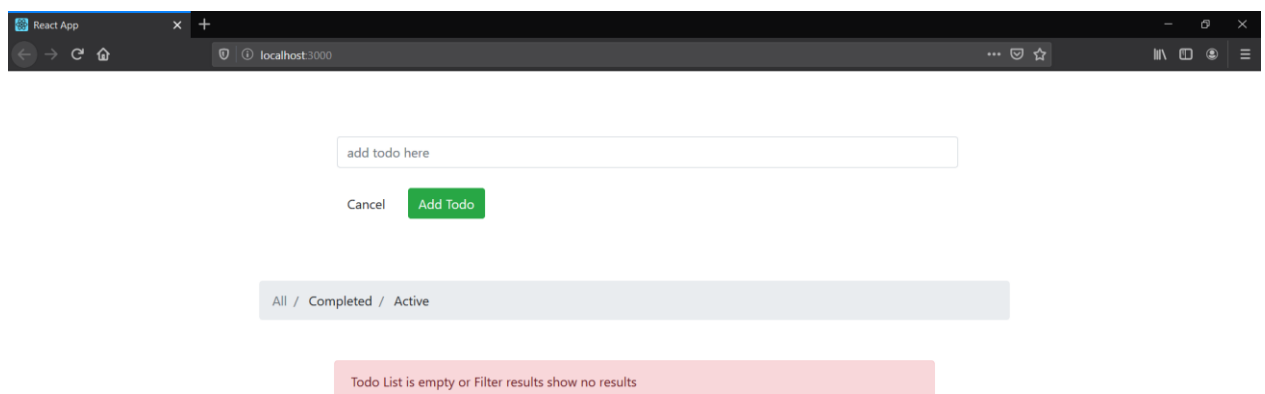 React App
localhost:3000
add todo here
Cancel Add Todo
All / Completed / Active
Todo List is empty or Filter results show no results